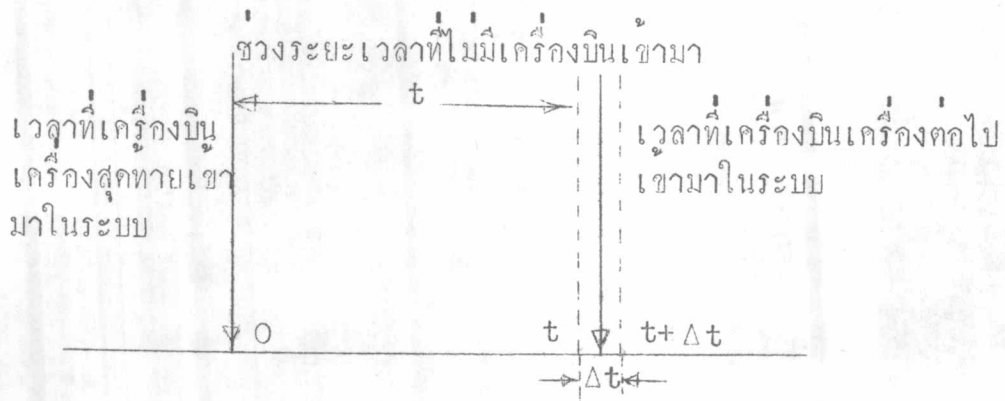 ช่วงระยะเวลาที่ไม่มีเครื่องบินเข้ามา
t
เวลาที่เครื่องบิน
เครื่องสุดท้ายเข้า
มาในระบบ
เวลาที่เครื่องบินเครื่องต่อไป
เข้ามาในระบบ
0
t
t+ Δt
Δt